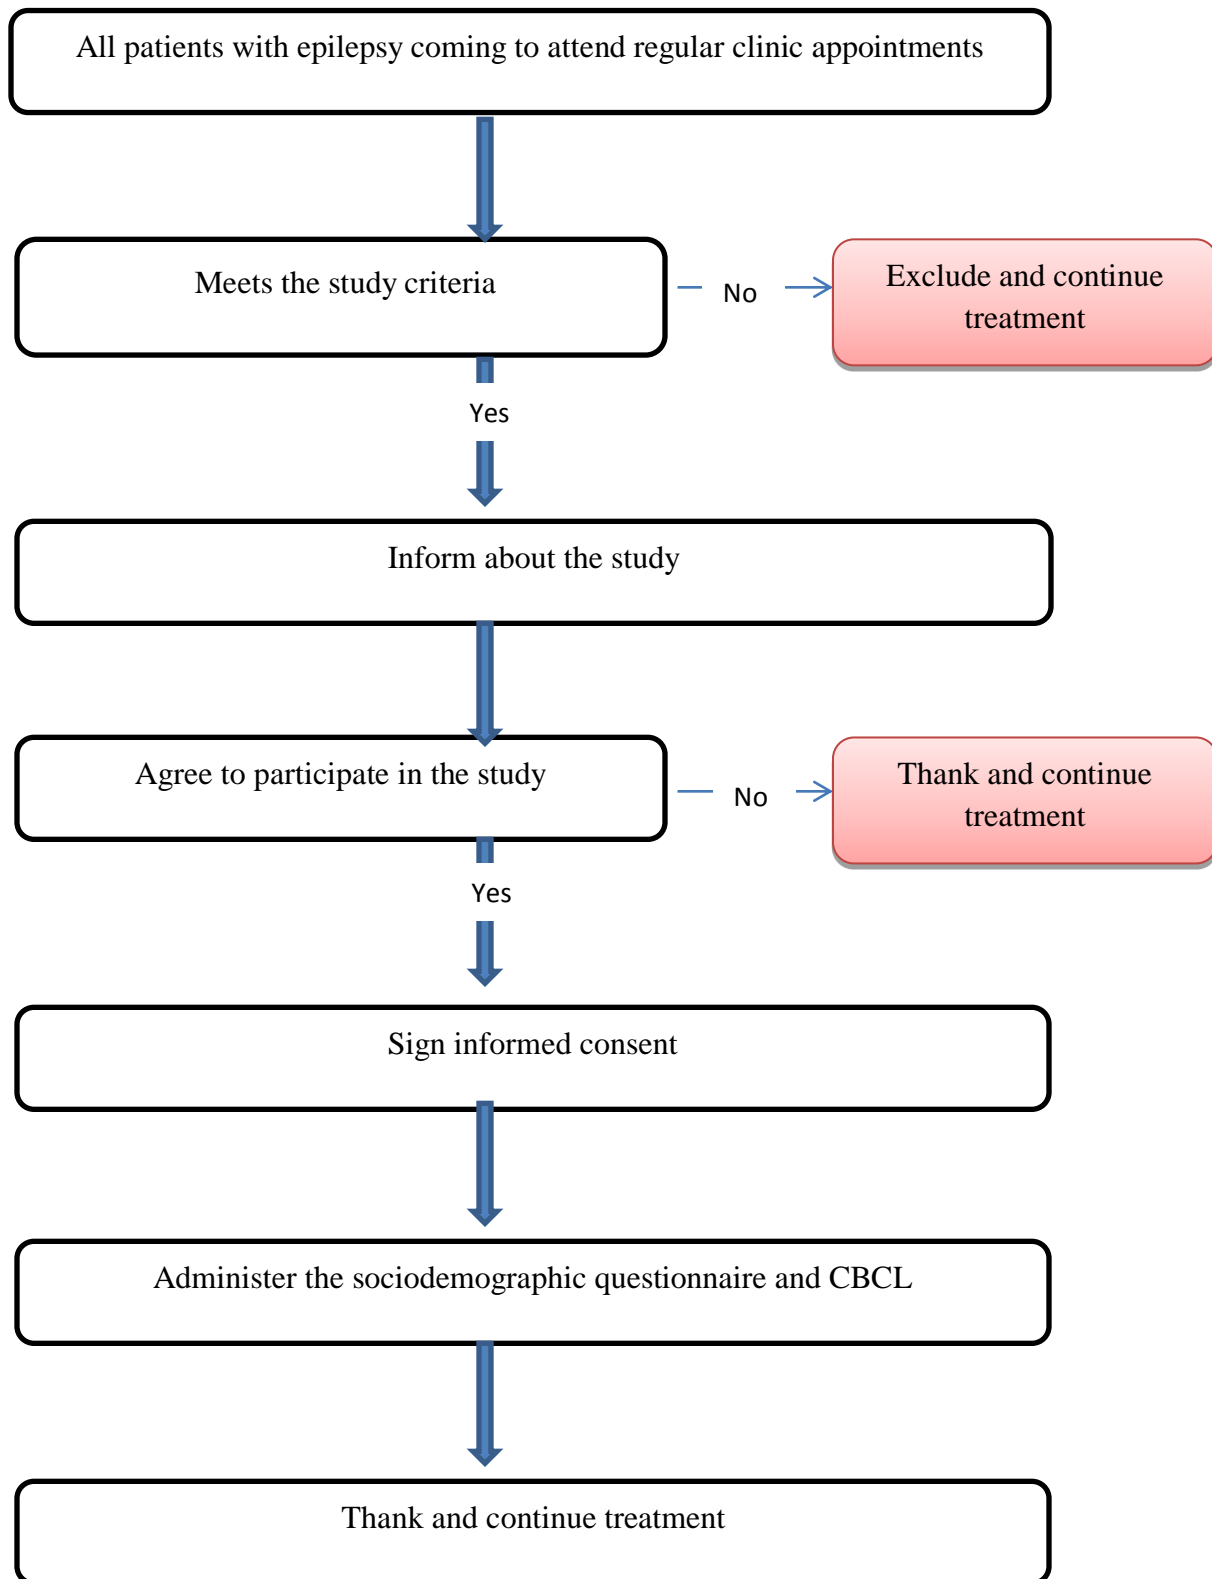 All patients with epilepsy coming to attend regular clinic appointments
Meets the study criteria
No
Exclude and continue
treatment
Yes
Inform about the study
Agree to participate in the study
No
Thank and continue
treatment
Yes
Sign informed consent
Administer the sociodemographic questionnaire and CBCL
Thank and continue treatment